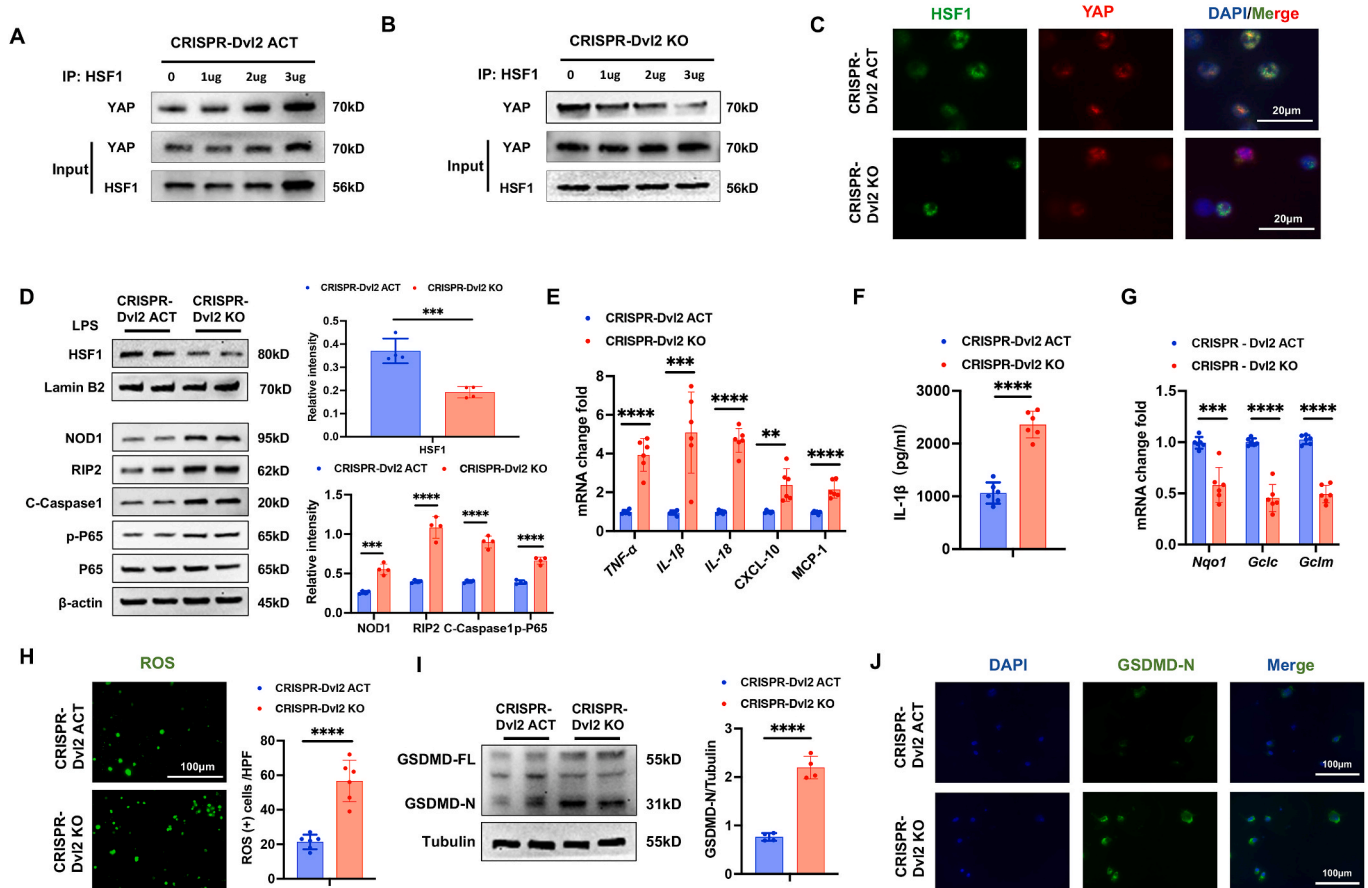 A
CRISPR-Dvl2 ACT
IP: HSF1 0 1ug 2ug 3ug
YAP 70kD
Input
YAP 70kD
HSF1 56kD
B
CRISPR-Dvl2 KO
IP: HSF1 0 1ug 2ug 3ug
YAP 70kD
Input
YAP 70kD
HSF1 56kD
C
HSF1 YAP DAPI/Merge
CRISPR-
Dvl2 ACT
20μm
CRISPR-
Dvl2 KO
20μm
D
CRISPR- CRISPR-
Dvl2 ACT Dvl2 KO
LPS
HSF1 80kD
Lamin B2 70kD
NOD1 95kD
RIP2 62kD
C-Caspase1 20kD
p-P65 65kD
P65 65kD
β-actin 45kD
CRISPR-Dvl2 ACT CRISPR-Dvl2 KO
Relative intensity
0.5
0.4
0.3
0.2
0.1
0.0
***
HSF1
CRISPR-Dvl2 ACT CRISPR-Dvl2 KO
Relative intensity
1.5
1.0
0.5
0.0
*** **** **** ****
NOD1 RIP2 C-Caspase1 p-P65
E
CRISPR-Dvl2 ACT
CRISPR-Dvl2 KO
mRNA change fold
8
6
4
2
0
**** *** **** ** ****
TNF-α IL-1β IL-18 CXCL-10 MCP-1
F
CRISPR-Dvl2 ACT
CRISPR-Dvl2 KO
IL-1β (pg/ml)
3000
2000
1000
0
****
G
CRISPR - Dvl2 ACT
CRISPR - Dvl2 KO
mRNA change fold
1.5
1.0
0.5
0.0
*** **** ****
Nqo1 Gclc Gclm
H
ROS
CRISPR-
Dvl2 ACT
100μm
CRISPR-
Dvl2 KO
CRISPR-Dvl2 ACT
CRISPR-Dvl2 KO
ROS (+) cells /HPF
80
60
40
20
0
****
I
CRISPR- CRISPR-
Dvl2 ACT Dvl2 KO
GSDMD-FL 55kD
GSDMD-N 31kD
Tubulin 55kD
CRISPR-Dvl2 ACT
CRISPR-Dvl2 KO
GSDMD-N/Tubulin
3
2
1
0
****
J
DAPI GSDMD-N Merge
CRISPR-
Dvl2 ACT
100μm
CRISPR-
Dvl2 KO
100μm